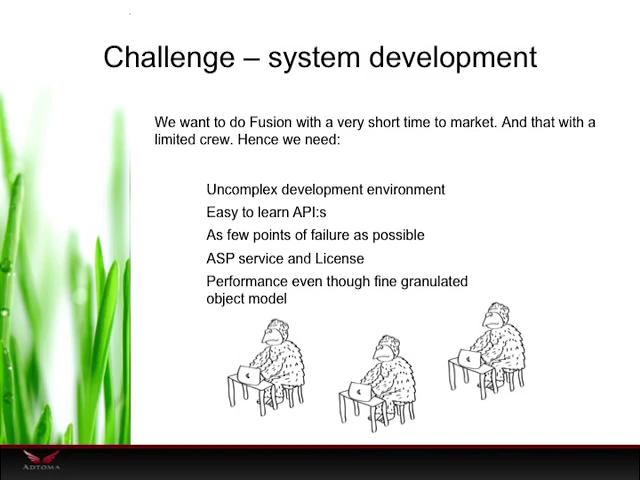 Challenge – system development
We want to do Fusion with a very short time to market. And that with a
limited crew. Hence we need:
Uncomplex development environment
Easy to learn API:s
As few points of failure as possible
ASP service and License
Performance even though fine granulated
object model
ADTOMA